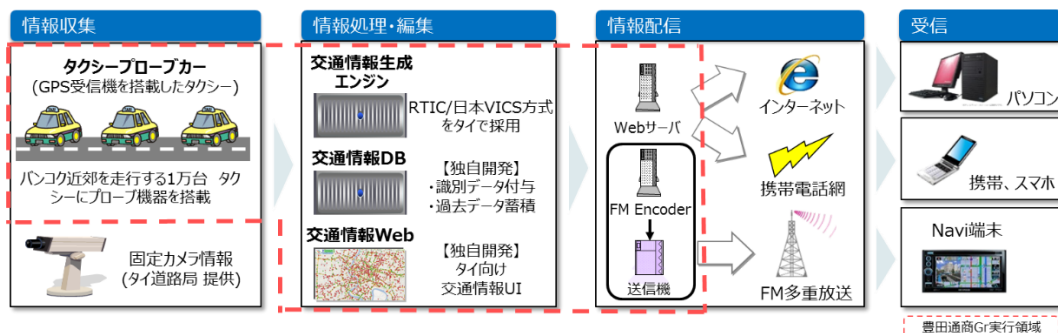 情報収集
タクシープローブカー
(GPS受信機を搭載したタクシー)
バンコク近郊を走行する1万台　タク
シーにプローブ機器を搭載
固定カメラ情報
(タイ道路局 提供)
情報処理・編集
交通情報生成
エンジン
RTIC/日本VICS方式
をタイで採用
交通情報DB
【独自開発】
・識別データ付与
・過去データ蓄積
交通情報Web
【独自開発】
タイ向け
交通情報UI
情報配信
Webサーバ
FM Encoder
送信機
インターネット
携帯電話網
FM多重放送
受信
パソコン
携帯、スマホ
Navi端末
豊田通商Gr実行領域